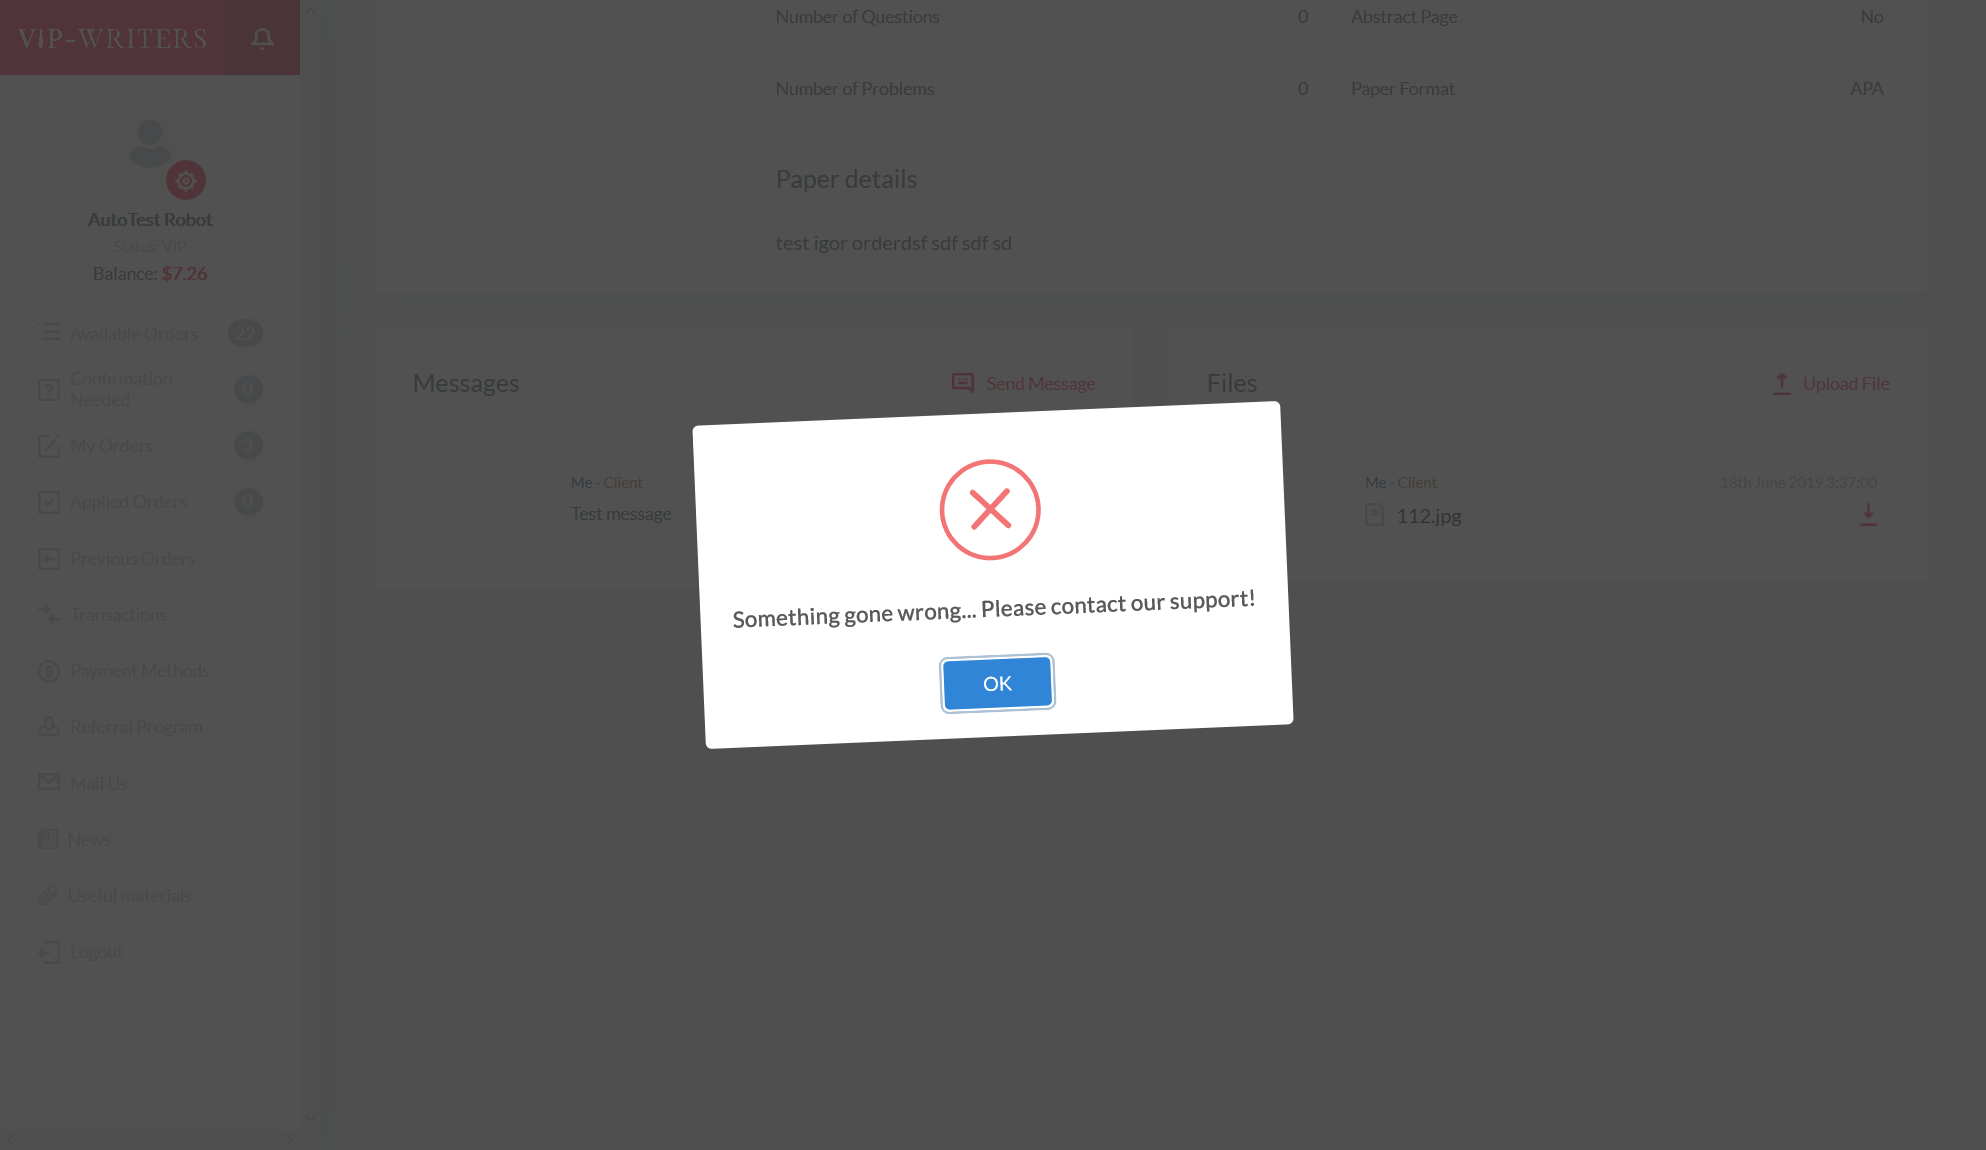 VIP-WRITERS
AutoTest Robot
Status: VIP
Balance: $7.26
Available Orders 22
Confirmation
Needed 0
My Orders 3
Applied Orders 0
Previous Orders
Transactions
Payment Methods
Referral Program
Mail Us
News
Useful materials
Logout
Number of Questions 0 Abstract Page No
Number of Problems 0 Paper Format APA
Paper details
test igor orderdsf sdf sdf sd
Messages Send Message
Me - Client
Test message
Files Upload File
Me - Client 18th June 2019 3:37:00
112.jpg
Something gone wrong... Please contact our support!
OK